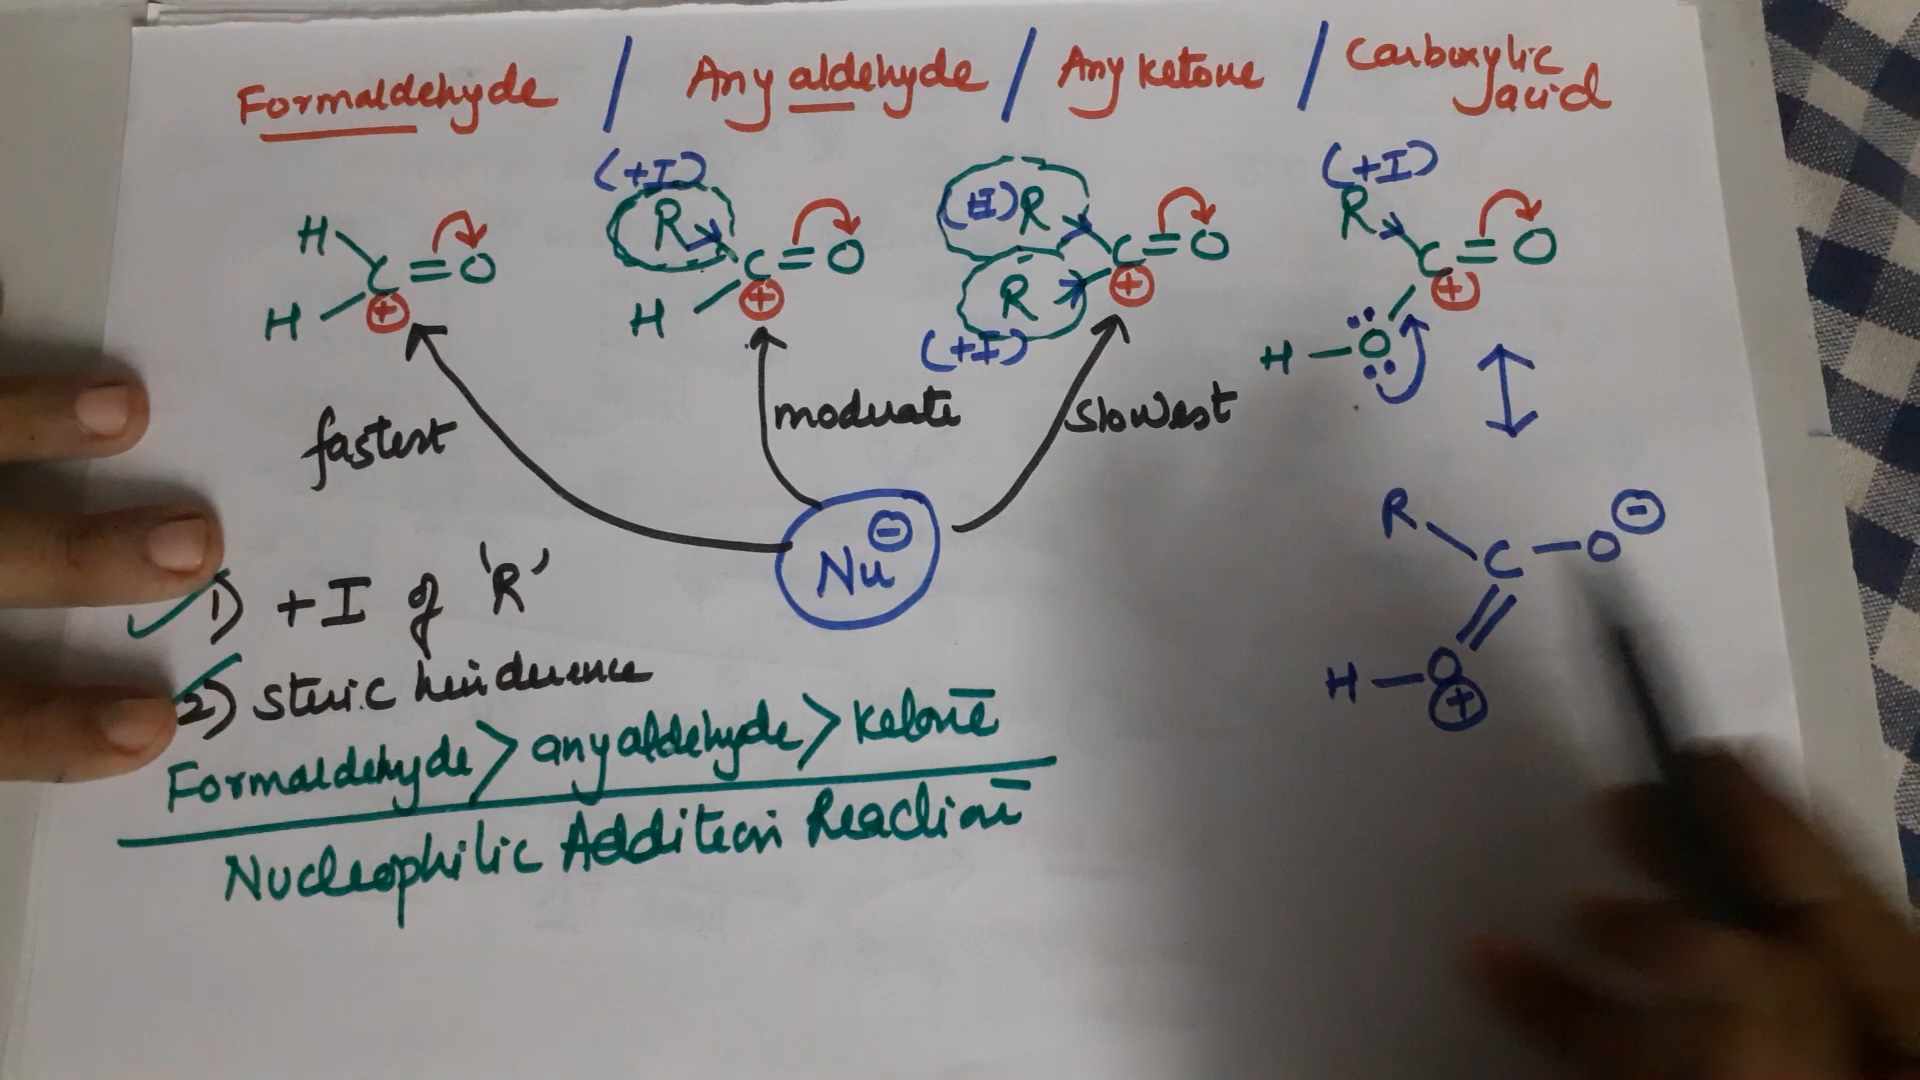 Formaldehyde / Any aldehyde / Any ketone / Carboxylic acid
(+I) (+I)
H R (+I) R R
C = O C = O C = O C = O
H ⊕ H ⊕ R ⊕ H — O ⊕
(+I)
fastest moderate slowest
Nu ⊖
R C — O ⊖
H — O ⊕
1) + I of 'R'
2) Steric hinderence
Formaldehyde > any aldehyde > Ketone
Nucleophilic Addition Reaction